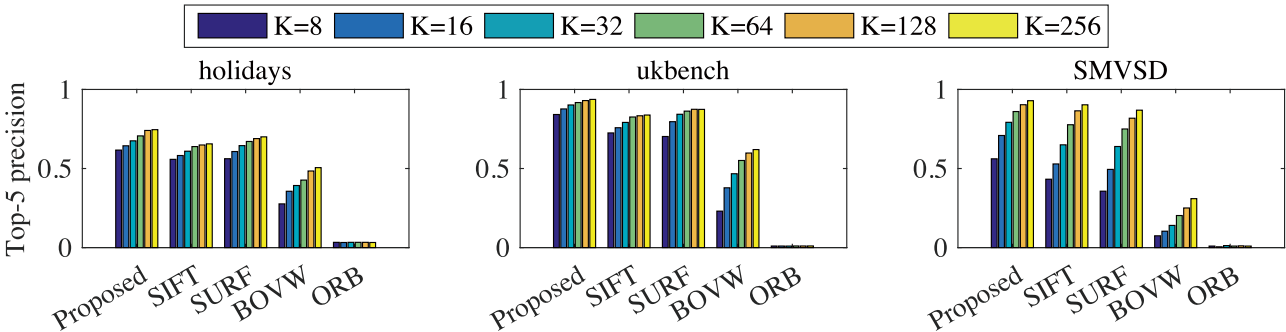 K=8 K=16 K=32 K=64 K=128 K=256
holidays ukbench SMVSD
Top-5 precision
1 1 1
0.5 0.5 0.5
0 0 0
Proposed SIFT SURF BOVW ORB Proposed SIFT SURF BOVW ORB Proposed SIFT SURF BOVW ORB